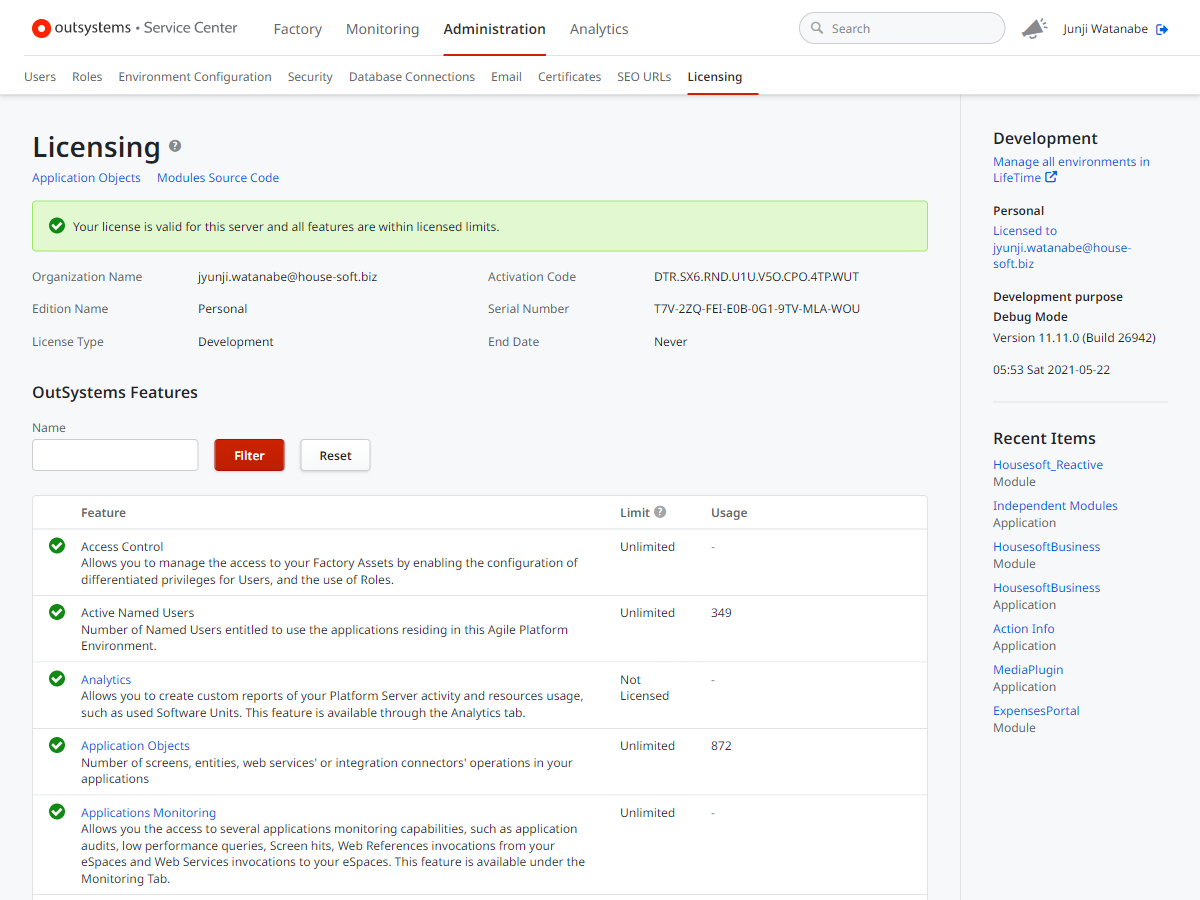 outsystems • Service Center
Factory Monitoring Administration Analytics
Search
Junji Watanabe
Users Roles Environment Configuration Security Database Connections Email Certificates SEO URLs Licensing
Licensing
Application Objects Modules Source Code
Your license is valid for this server and all features are within licensed limits.
Organization Name jyunji.watanabe@house-soft.biz Activation Code DTR.SX6.RND.U1U.V5O.CPO.4TP.WUT
Edition Name Personal Serial Number T7V-2ZQ-FEI-E0B-0G1-9TV-MLA-WOU
License Type Development End Date Never
OutSystems Features
Name
Filter Reset
Feature Limit Usage
Access Control Unlimited -
Allows you to manage the access to your Factory Assets by enabling the configuration of
differentiated privileges for Users, and the use of Roles.
Active Named Users Unlimited 349
Number of Named Users entitled to use the applications residing in this Agile Platform
Environment.
Analytics Not -
Allows you to create custom reports of your Platform Server activity and resources usage, Licensed
such as used Software Units. This feature is available through the Analytics tab.
Application Objects Unlimited 872
Number of screens, entities, web services' or integration connectors' operations in your
applications
Applications Monitoring Unlimited -
Allows you the access to several applications monitoring capabilities, such as application
audits, low performance queries, Screen hits, Web References invocations from your
eSpaces and Web Services invocations to your eSpaces. This feature is available under the
Monitoring Tab.
Development
Manage all environments in
LifeTime
Personal
Licensed to
jyunji.watanabe@house-
soft.biz
Development purpose
Debug Mode
Version 11.11.0 (Build 26942)
05:53 Sat 2021-05-22
Recent Items
Housesoft_Reactive
Module
Independent Modules
Application
HousesoftBusiness
Module
HousesoftBusiness
Application
Action Info
Application
MediaPlugin
Application
ExpensesPortal
Module